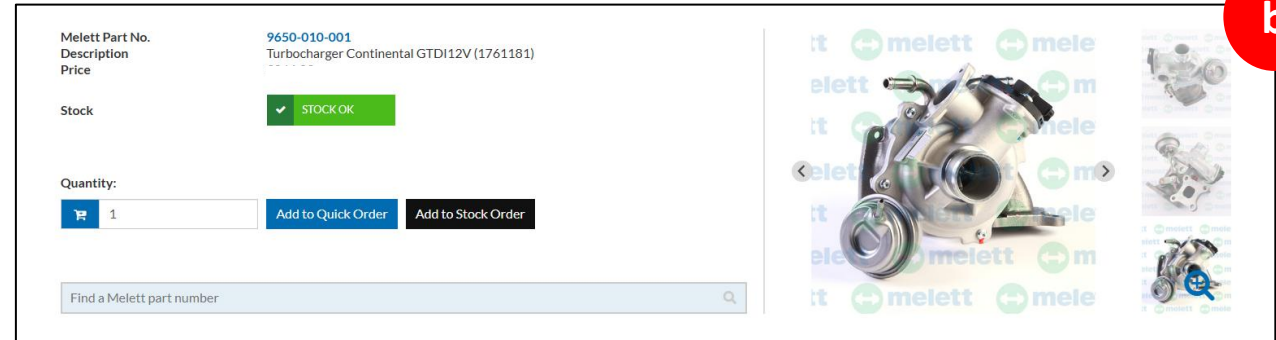 Melett Part No. 9650-010-001
Description Turbocharger Continental GTDI12V (1761181)
Price
Stock STOCK OK
Quantity:
1 Add to Quick Order Add to Stock Order
Find a Melett part number
melett mele
melett
b